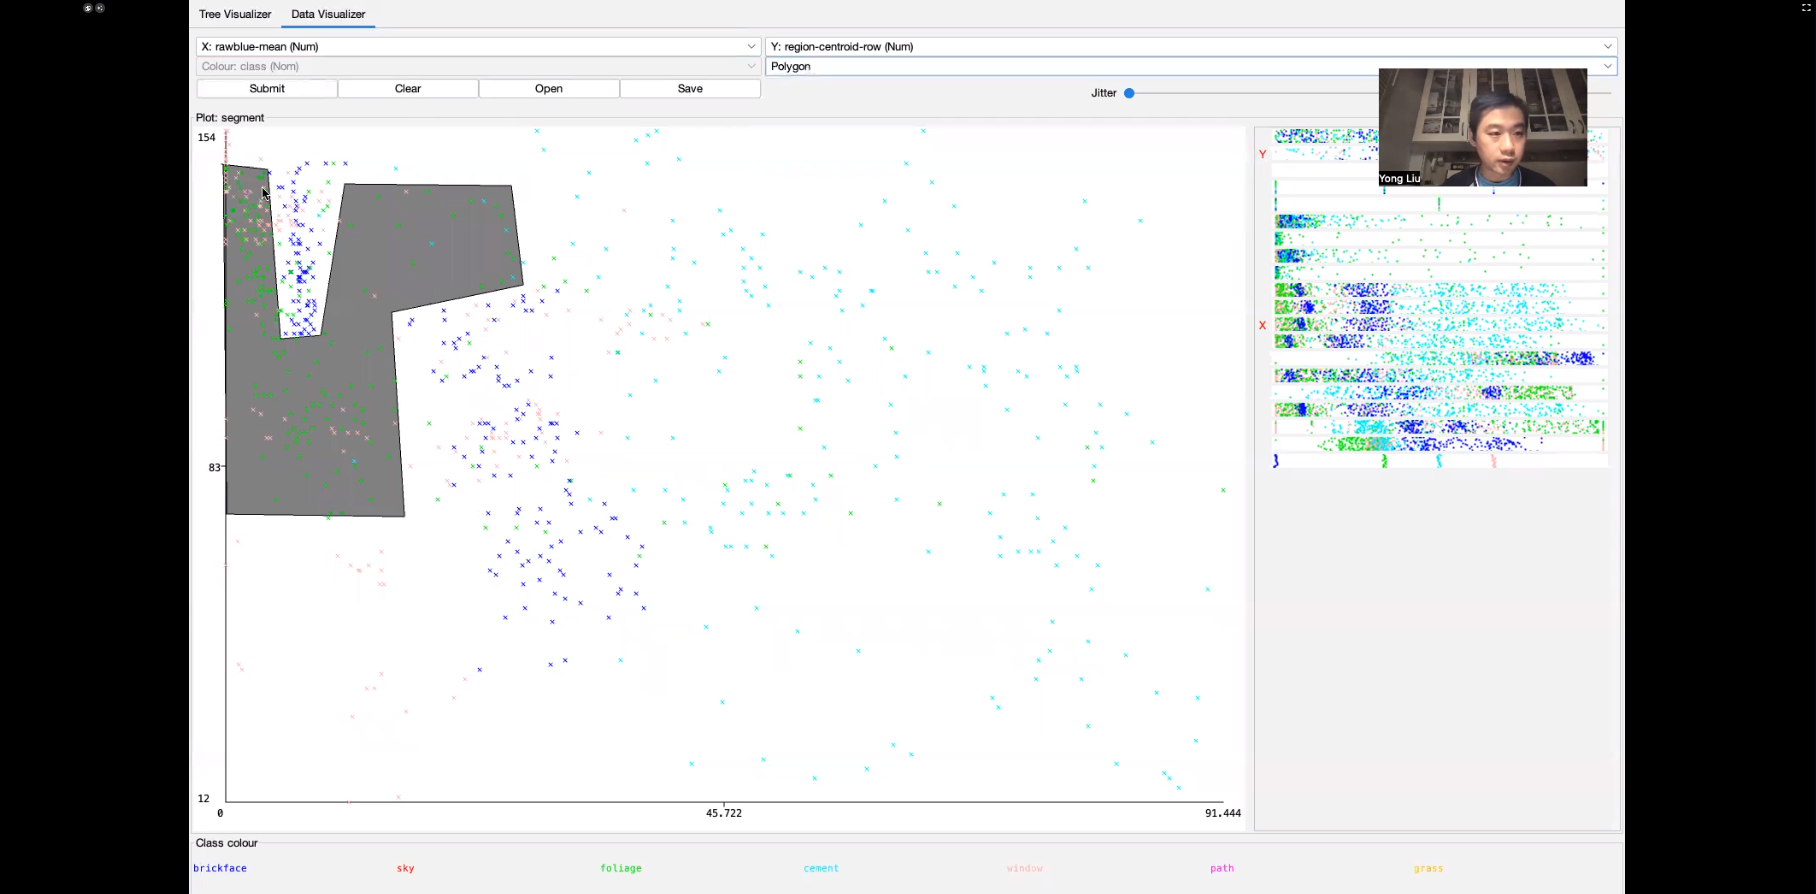 Tree Visualizer Data Visualizer
X: rawblue-mean (Num) Y: region-centroid-row (Num)
Colour: class (Nom) Polygon
Submit Clear Open Save Jitter
Plot: segment
154
Y
Yong Liu
X
83
12
0 45.722 91.444
Class colour
brickface sky foliage cement window path grass